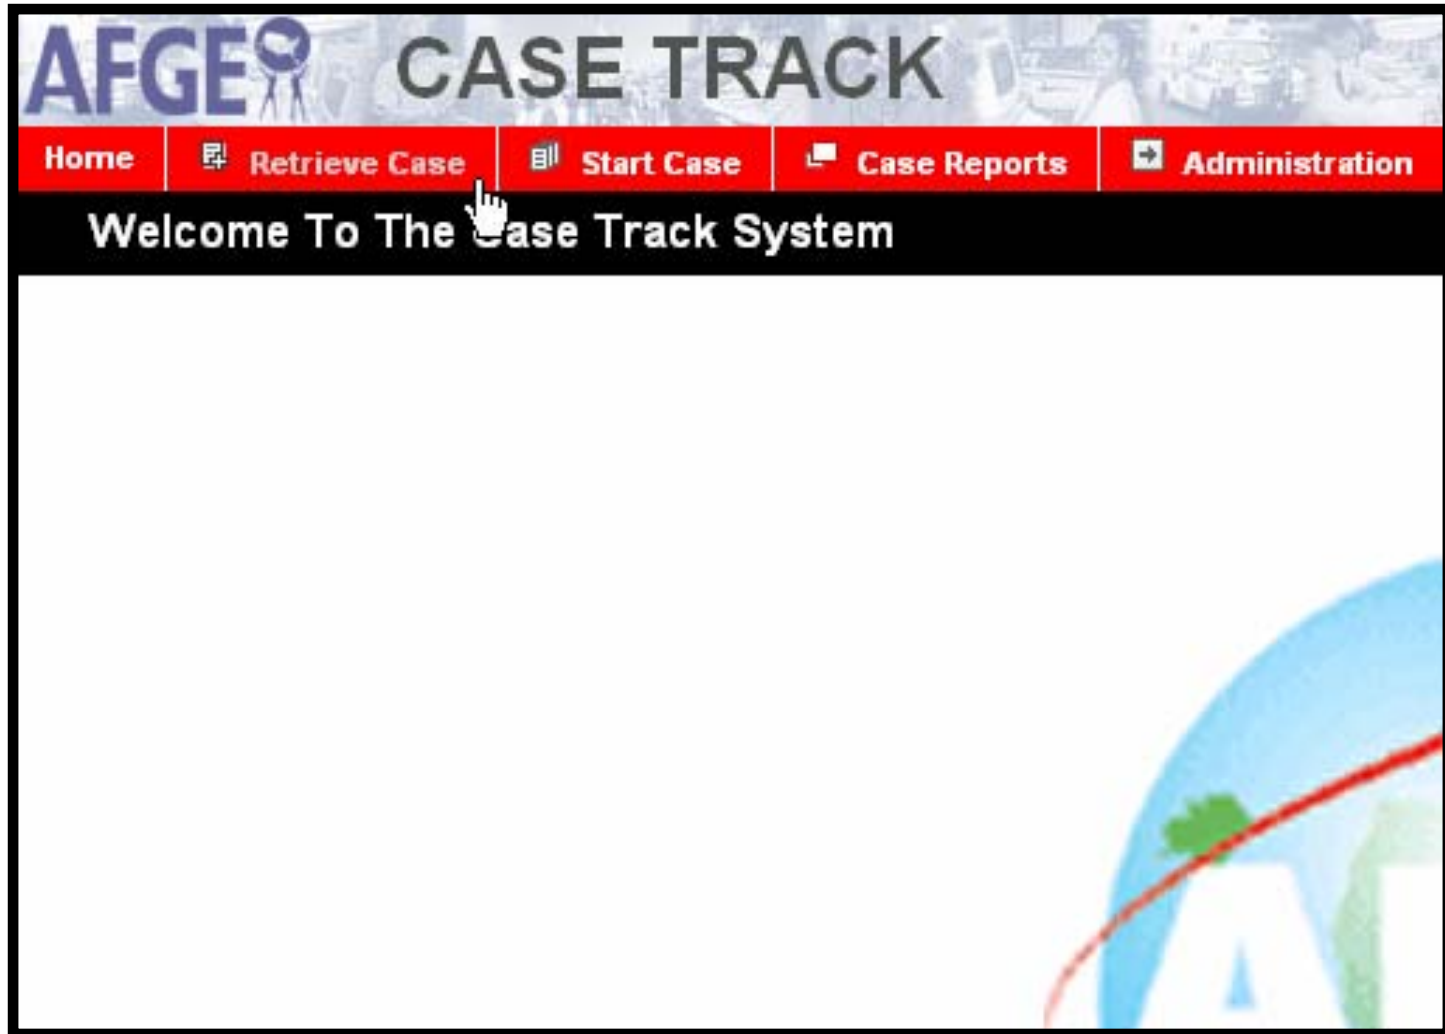 AFGE CASE TRACK
Home Retrieve Case Start Case Case Reports Administration
Welcome To The Case Track System
A